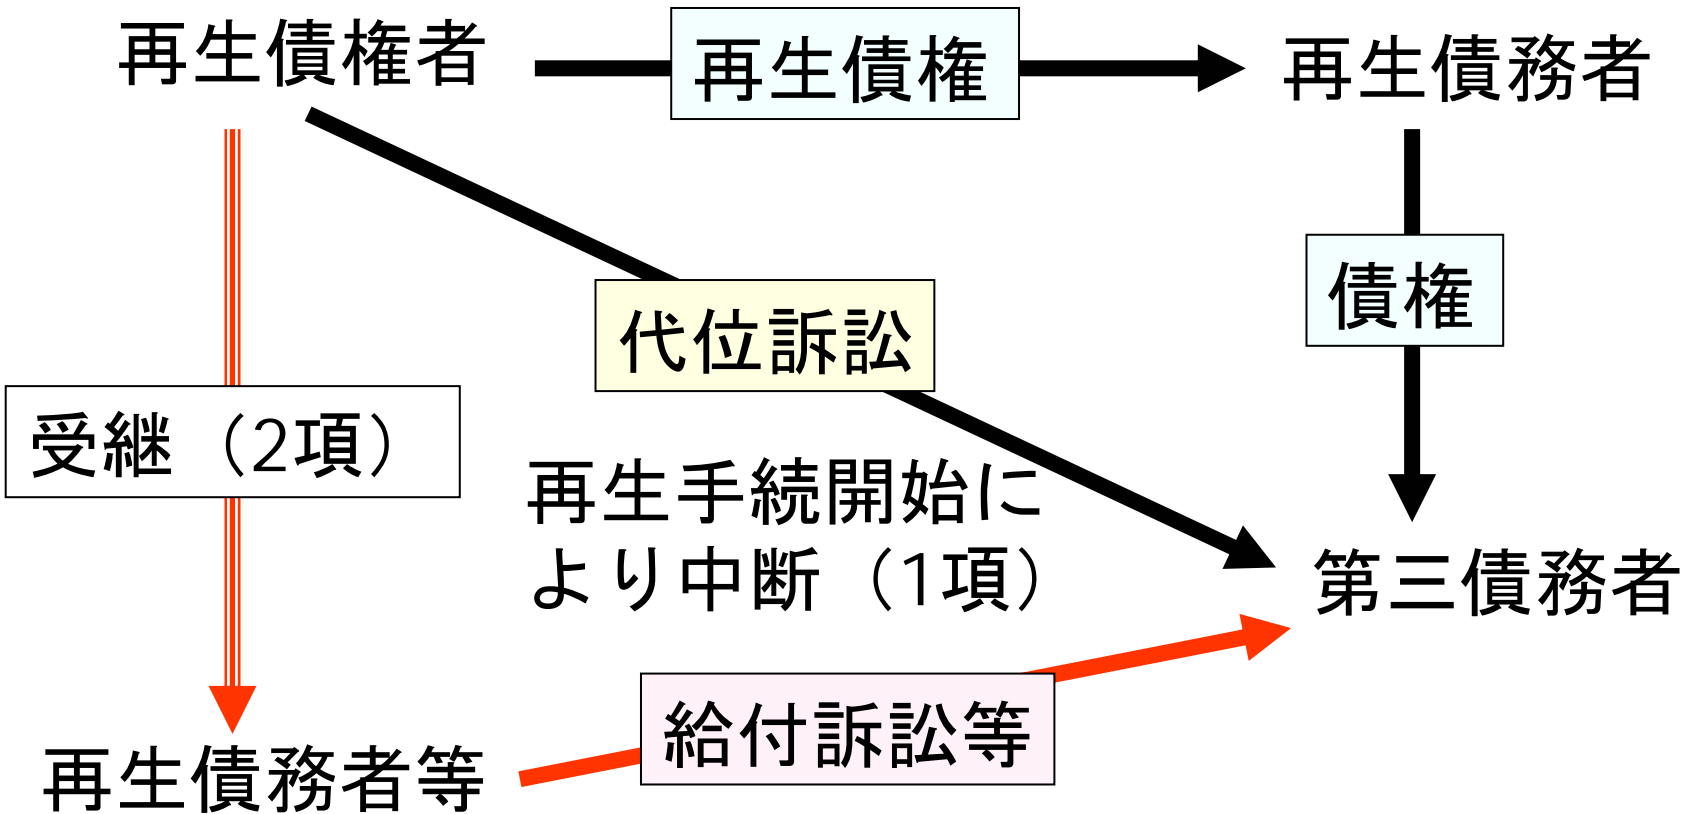 再生債権者
再生債権
再生債務者
債権
代位訴訟
受継（2項）
再生手続開始に
より中断（1項）
第三債務者
給付訴訟等
再生債務者等